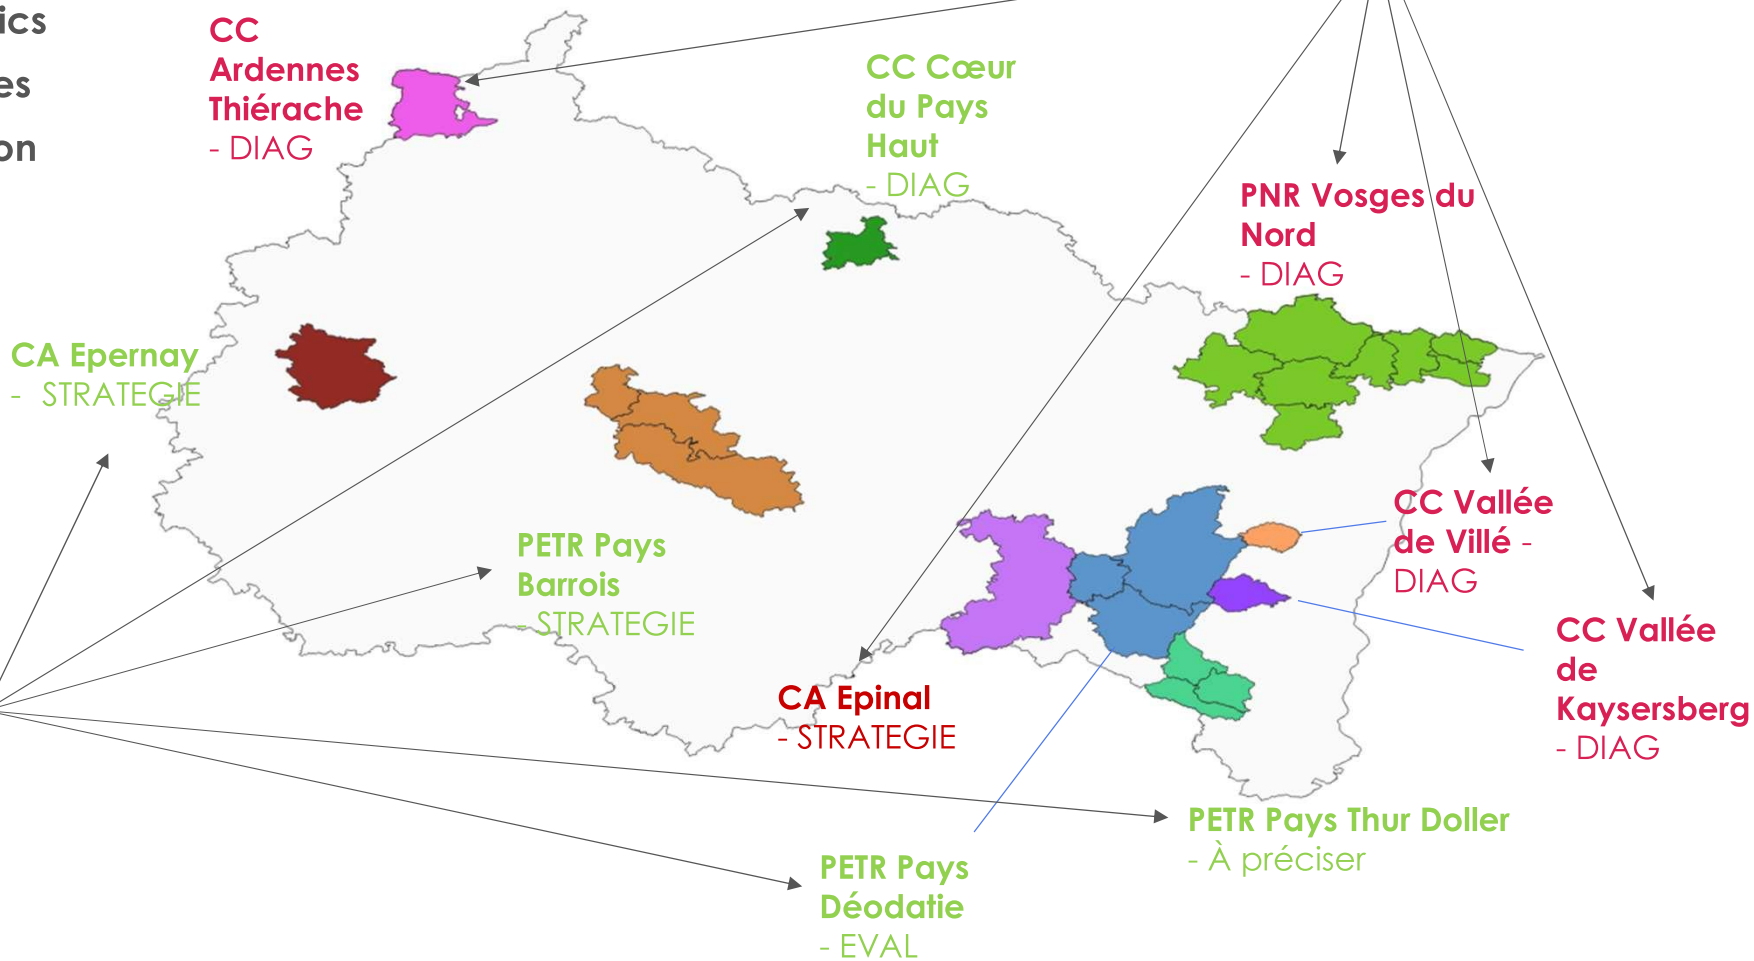 ics
es
on
CC
Ardennes
Thiérache
- DIAG
CC Cœur
du Pays
Haut
- DIAG
PNR Vosges du
Nord
- DIAG
CA Epernay
- STRATEGIE
PETR Pays
Barrois
- STRATEGIE
CC Vallée
de Villé -
DIAG
CC Vallée
de
Kaysersberg
- DIAG
CA Epinal
- STRATEGIE
PETR Pays Thur Doller
- À préciser
PETR Pays
Déodatie
- EVAL